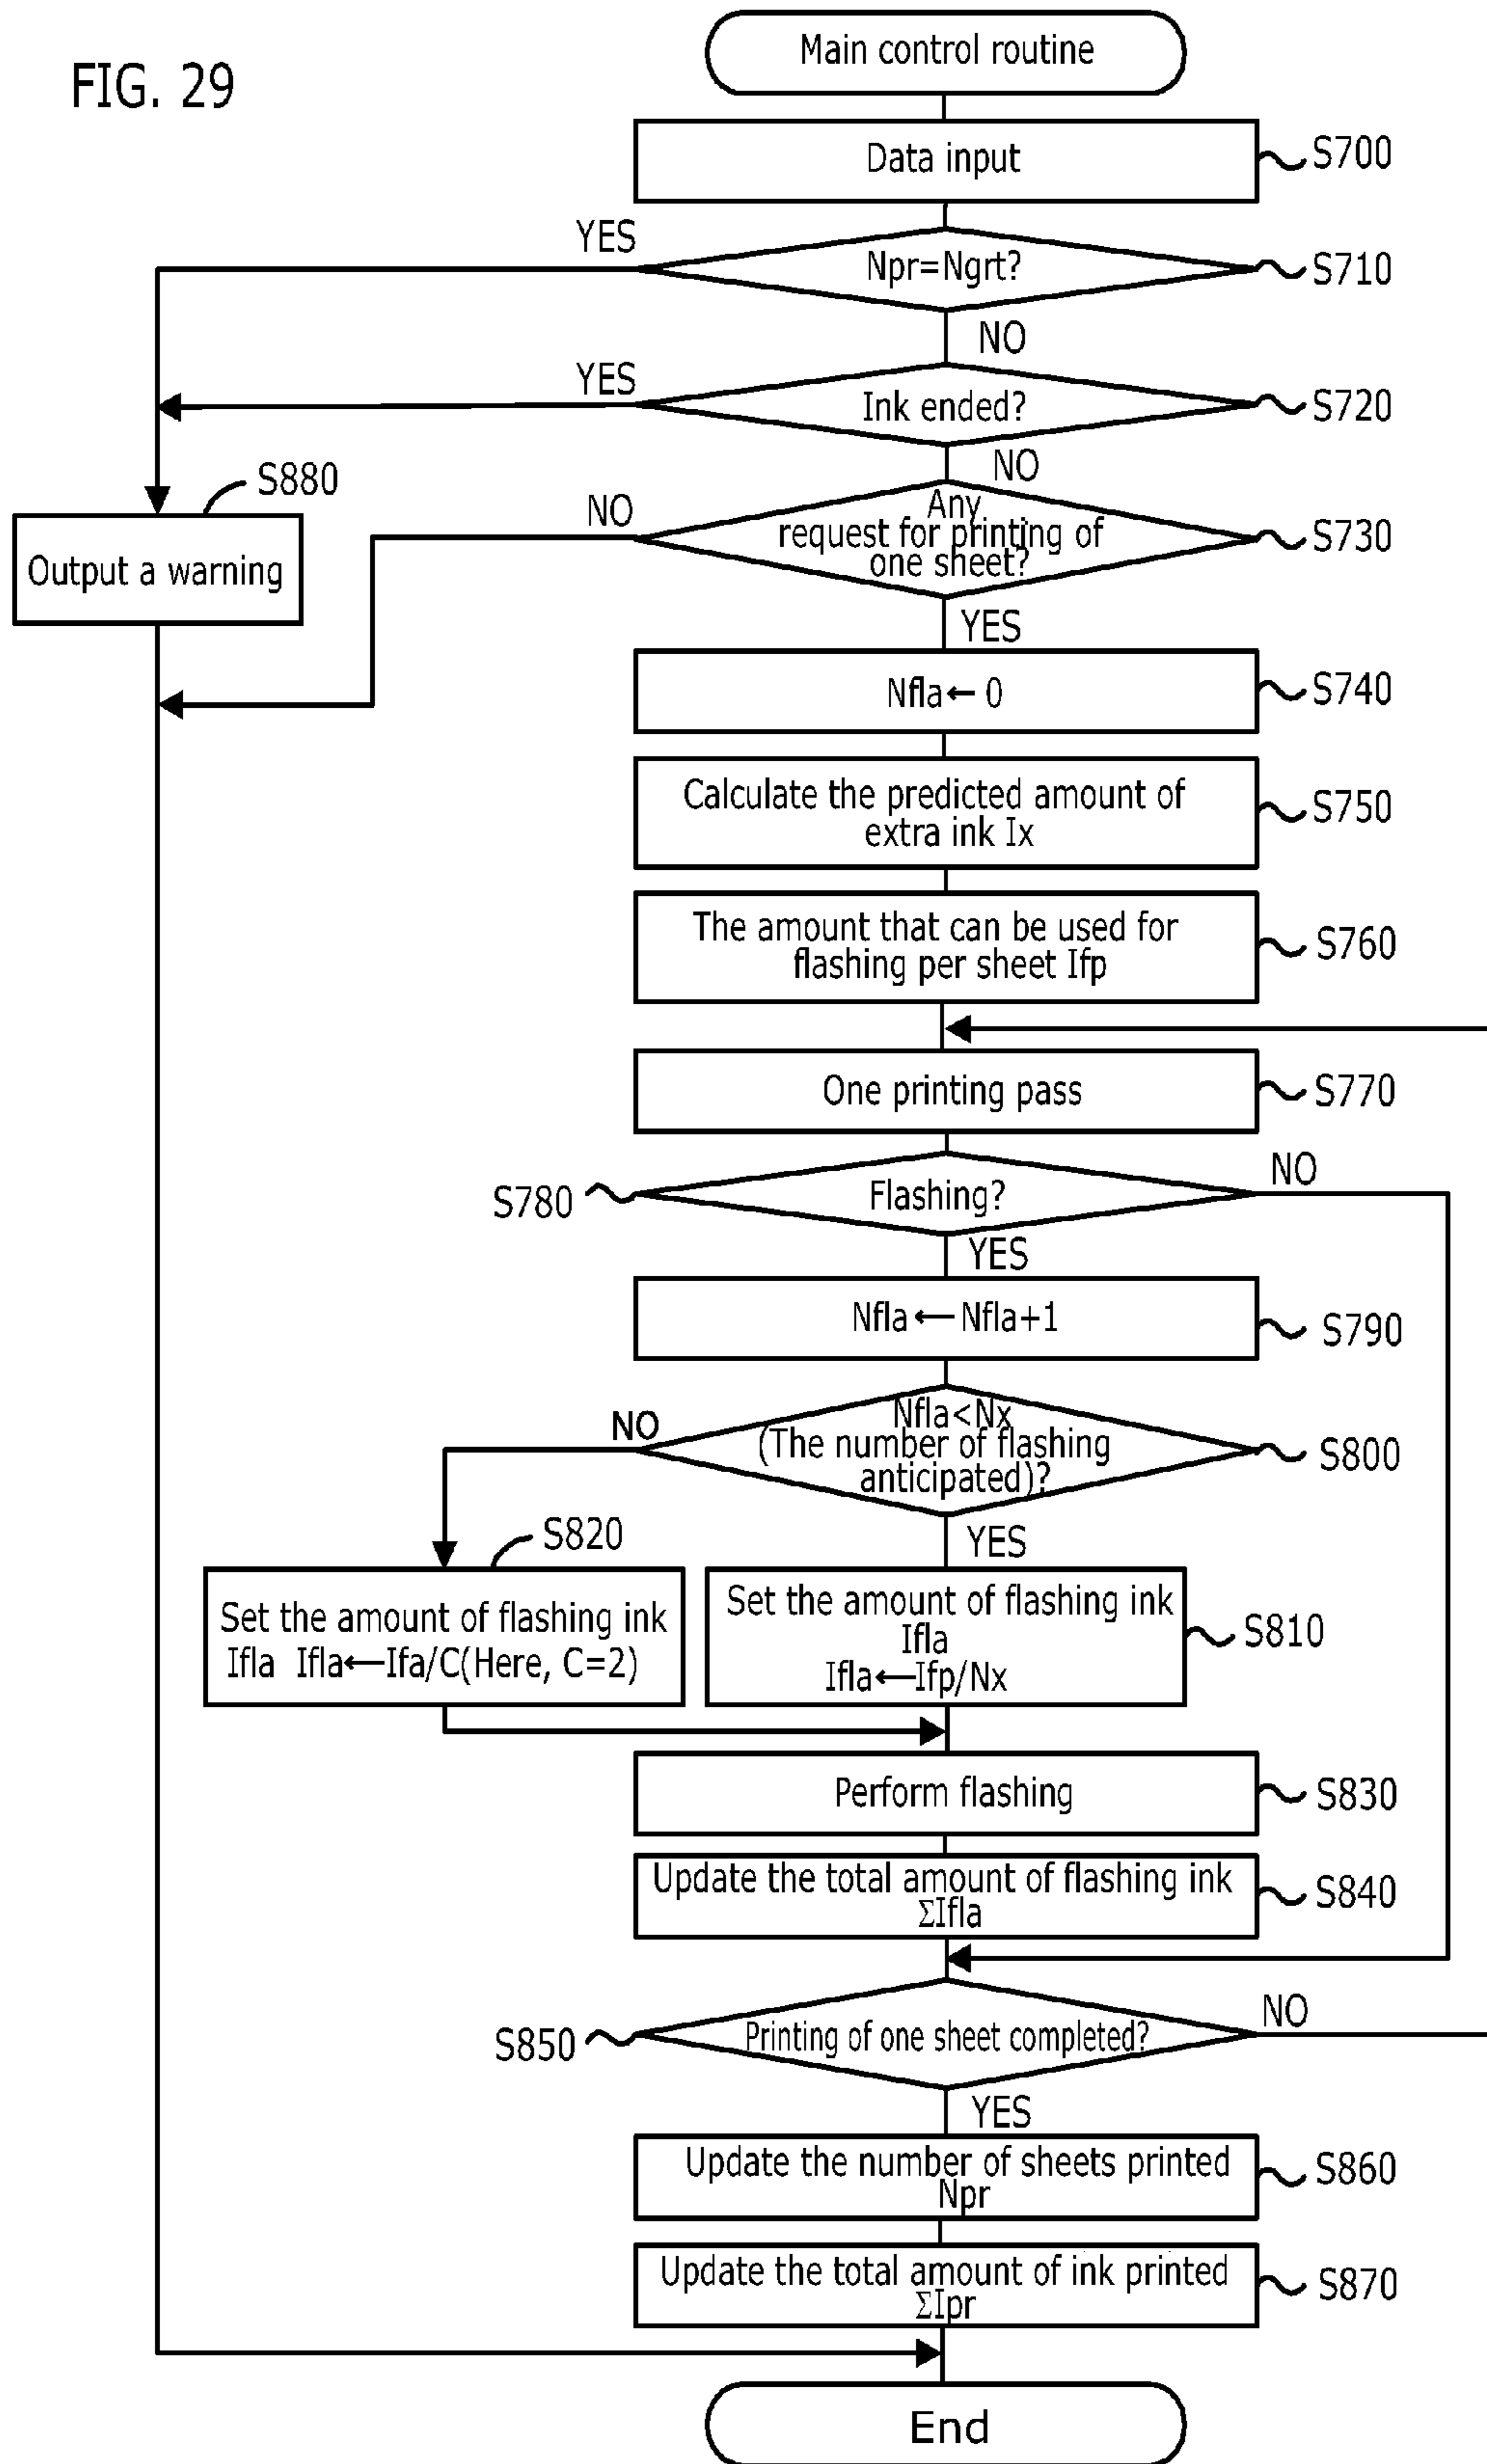 FIG. 29
Main control routine
Data input
S700
YES
Npr=Ngrt?
S710
NO
YES
Ink ended?
S720
NO
S880
Output a warning
NO
Any
request for printing of
one sheet?
S730
YES
Nfla← 0
S740
Calculate the predicted amount of
extra ink Ix
S750
The amount that can be used for
flashing per sheet Ifp
S760
One printing pass
S770
S780
Flashing?
NO
YES
Nfla←Nfla+1
S790
NO
Nfla<Nx
(The number of flashing
anticipated)?
S800
YES
S820
Set the amount of flashing ink
Ifla Ifla←Ifa/C(Here, C=2)
Set the amount of flashing ink
Ifla
Ifla←Ifp/Nx
S810
Perform flashing
S830
Update the total amount of flashing ink
ΣIfla
S840
S850
Printing of one sheet completed?
NO
YES
Update the number of sheets printed
Npr
S860
Update the total amount of ink printed
ΣIpr
S870
End